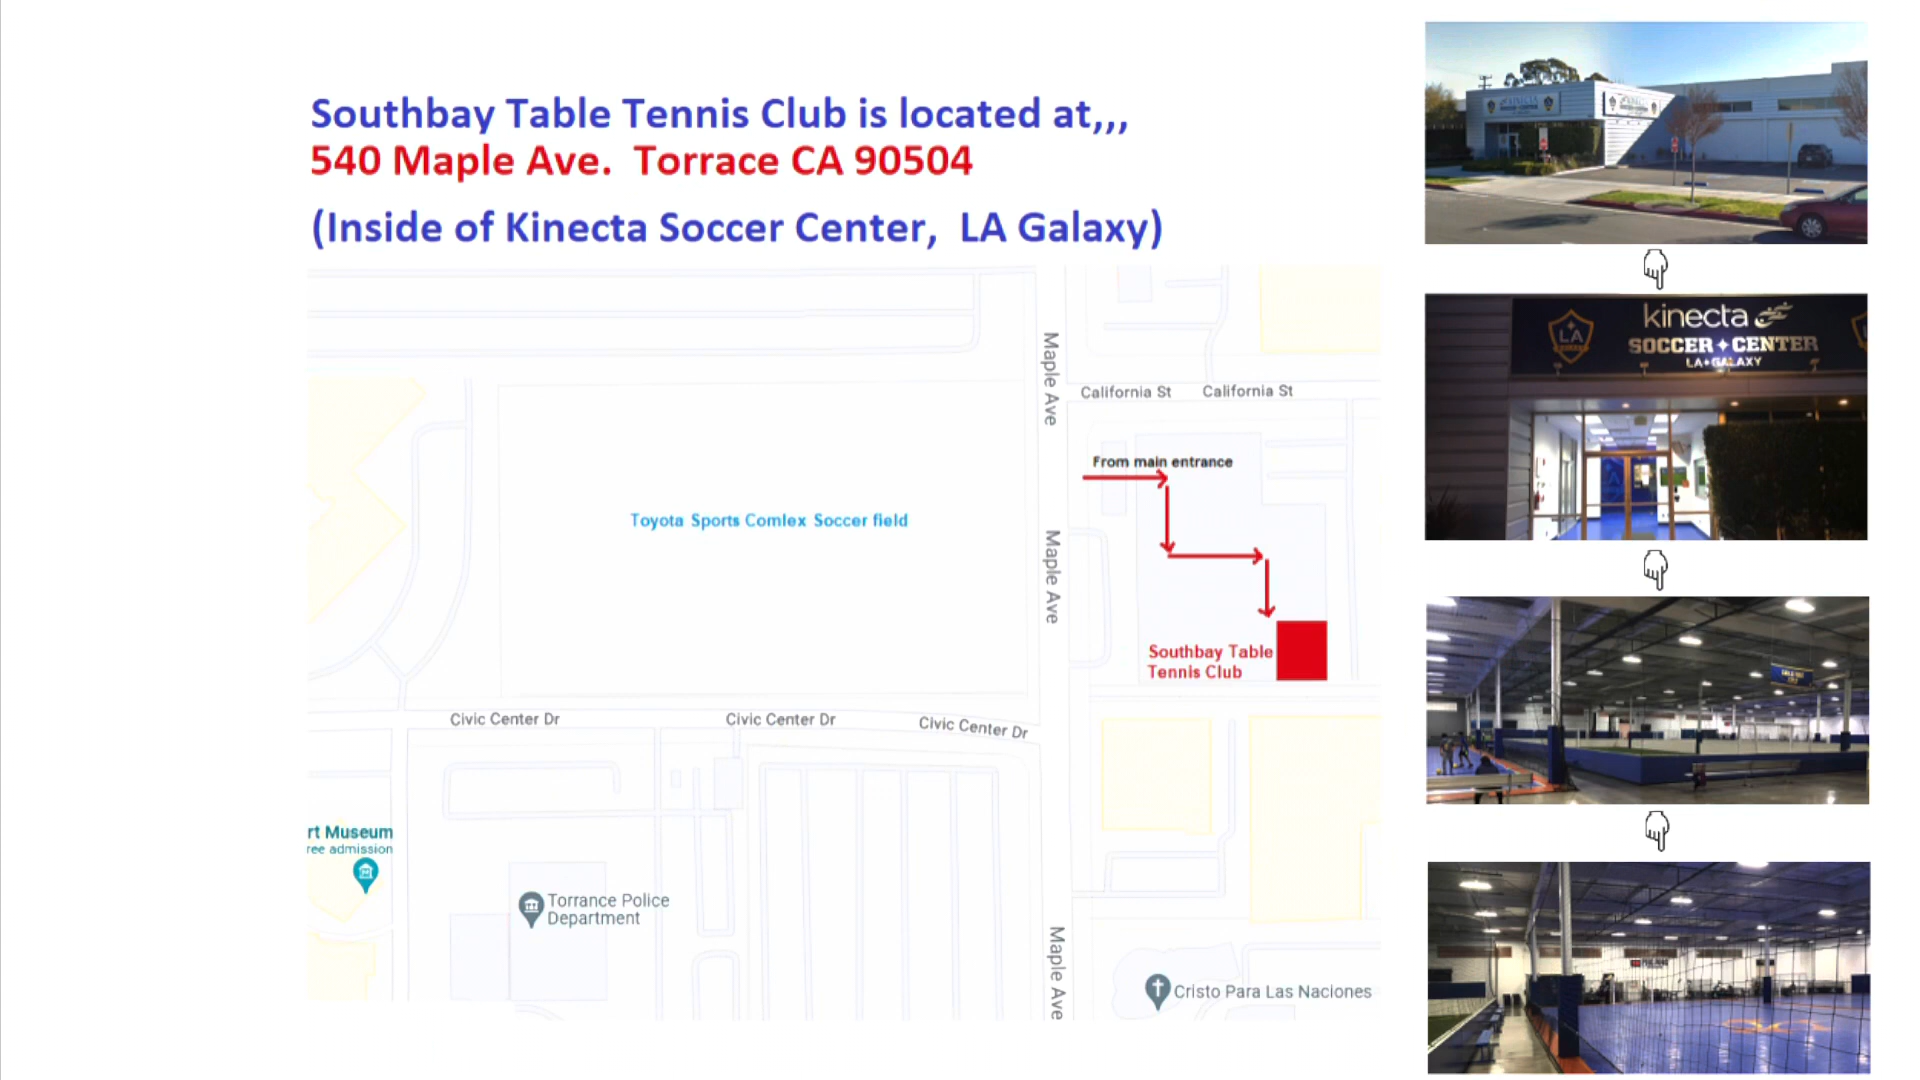 Southbay Table Tennis Club is located at,,,
540 Maple Ave. Torrace CA 90504
(Inside of Kinecta Soccer Center, LA Galaxy)
Maple Ave
California St
California St
From main entrance
Toyota Sports Comlex Soccer field
Maple Ave
Southbay Table
Tennis Club
Civic Center Dr
Civic Center Dr
Civic Center Dr
rt Museum
ree admission
Torrance Police
Department
Maple Ave
Cristo Para Las Naciones
LA
kinecta
SOCCER CENTER
LA GALAXY